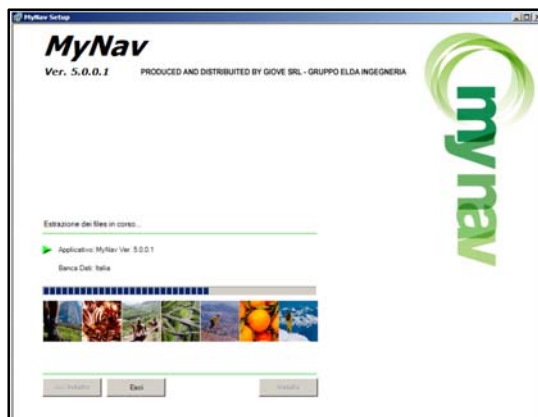 MyNav Setup
MyNav
Ver. 5.0.0.1 PRODUCED AND DISTRIBUITED BY GIOVE SRL - GRUPPO ELDA INGEGNERIA
mynav
Estrazione dei files in corso...
Applicativo: MyNav Ver. 5.0.0.1
Banca Dati: Italia
Esci
Installa